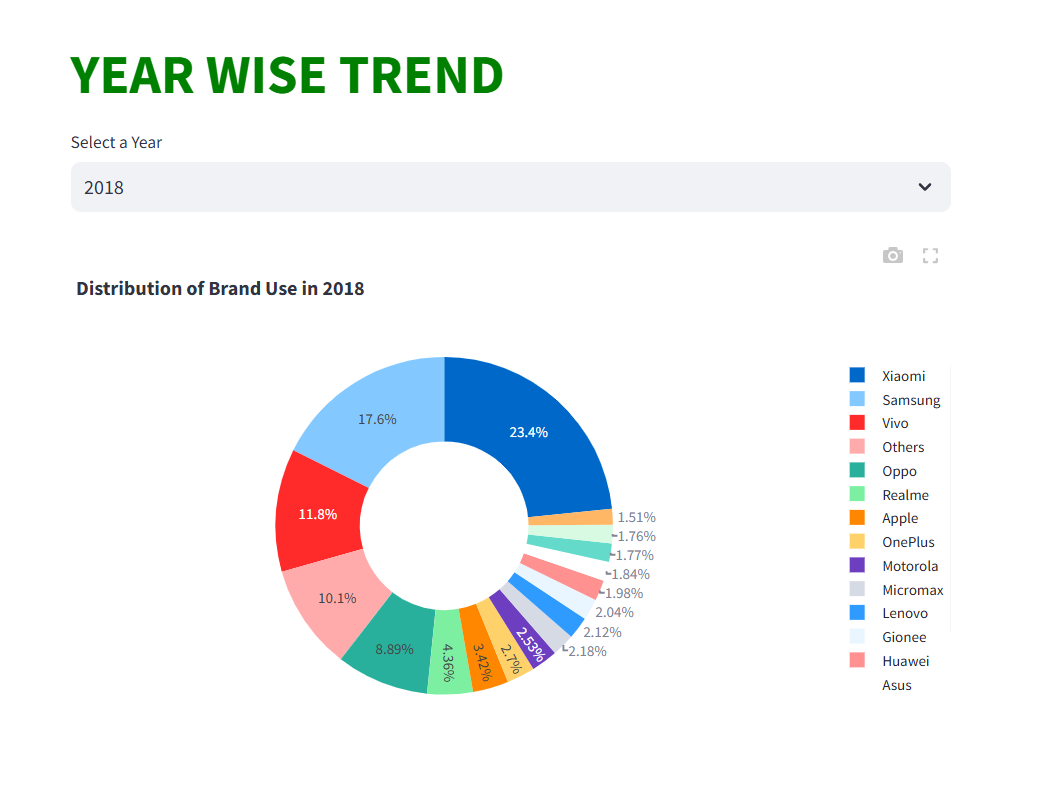 YEAR WISE TREND
Select a Year
2018
Distribution of Brand Use in 2018
23.4%
17.6%
11.8%
10.1%
8.89%
4.36%
3.42%
2.7%
2.53%
2.18%
2.12%
2.04%
1.98%
1.84%
1.77%
1.76%
1.51%
Xiaomi
Samsung
Vivo
Others
Oppo
Realme
Apple
OnePlus
Motorola
Micromax
Lenovo
Gionee
Huawei
Asus